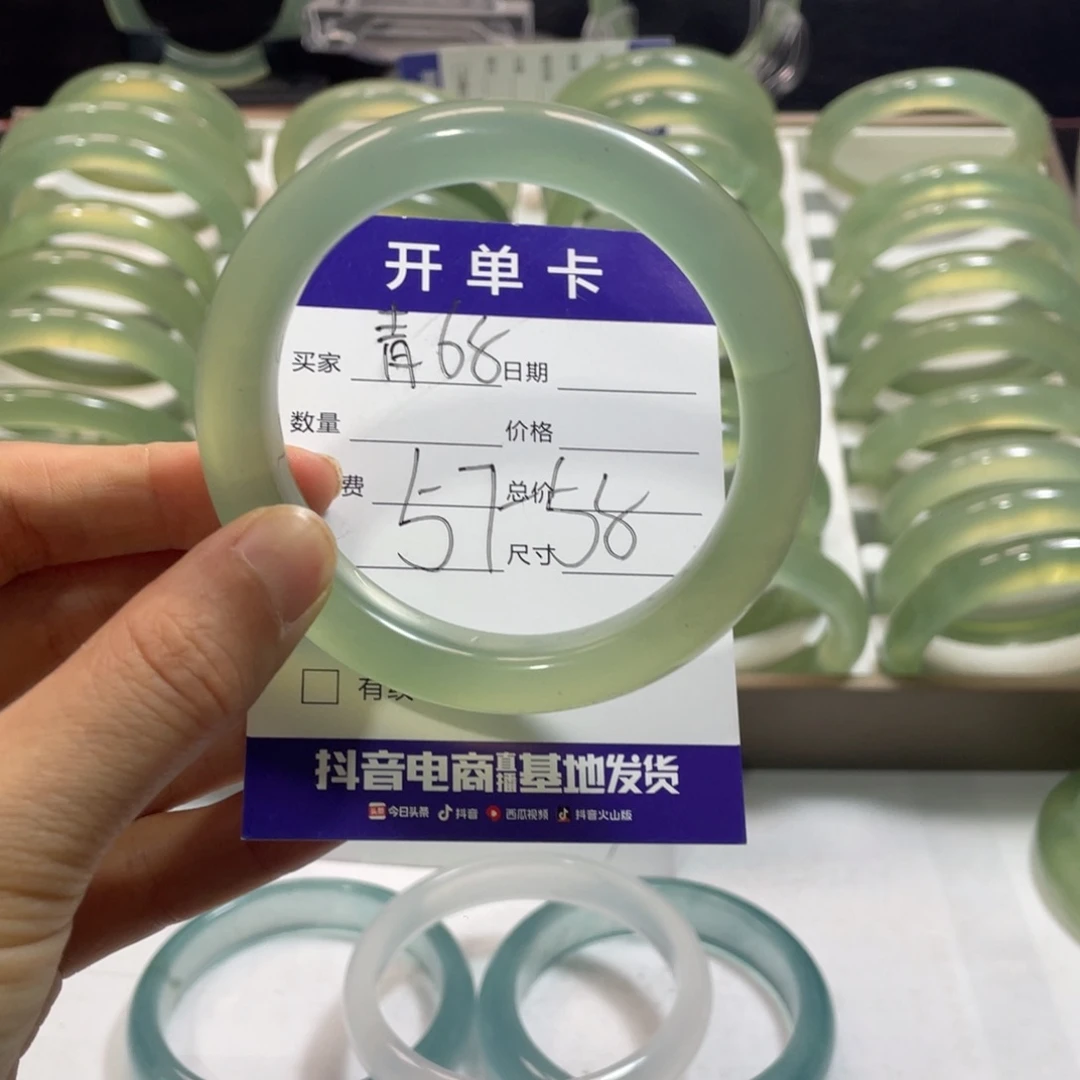 开单卡
买家 青68 日期
数量 价格
费 57-58 总价
尺寸
有
抖音电商直播基地发货
今日头条 抖音 西瓜视频 抖音火山版